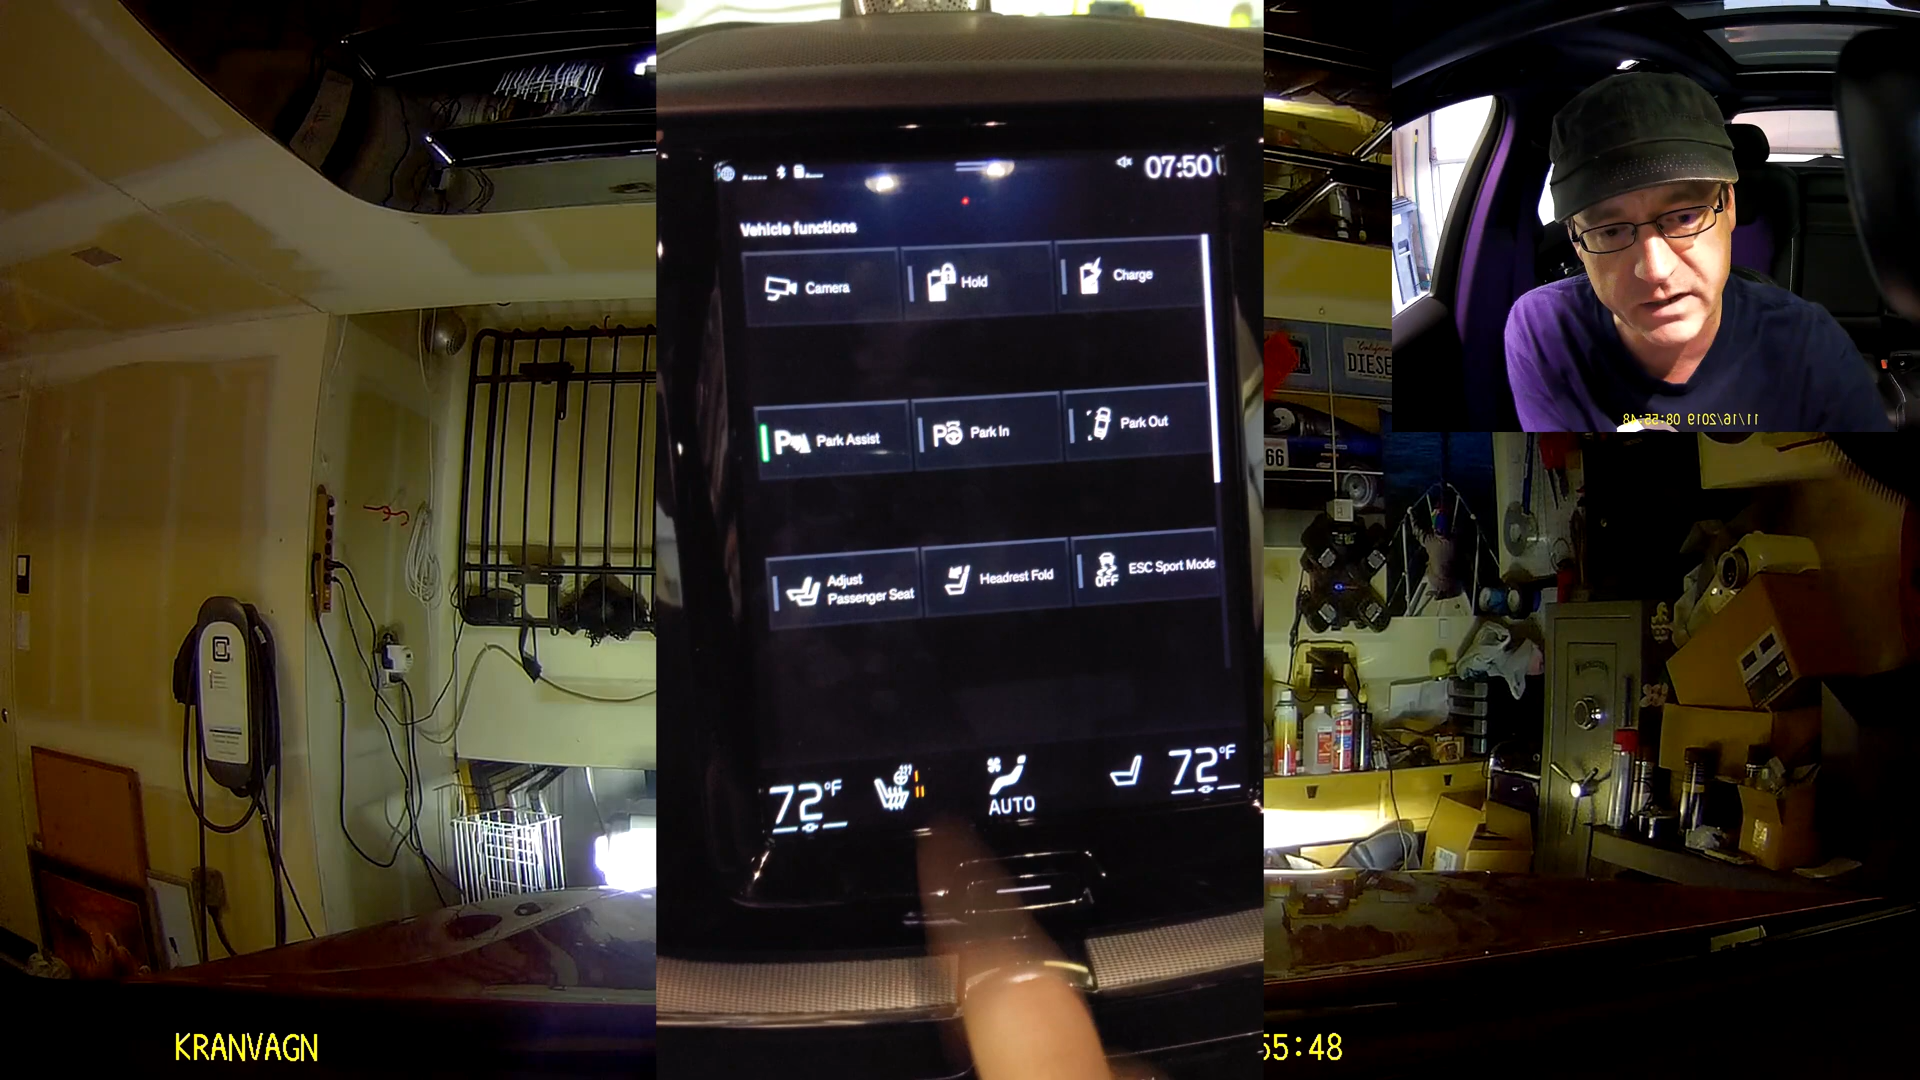 07:50
Vehicle functions
Camera
Hold
Charge
Park Assist
Park In
Park Out
Adjust
Passenger Seat
Headrest Fold
OFF
ESC Sport Mode
72°F
AUTO
72°F
DIESE
66
11/16/2019 08:55:48
KRANVAGN
55:48